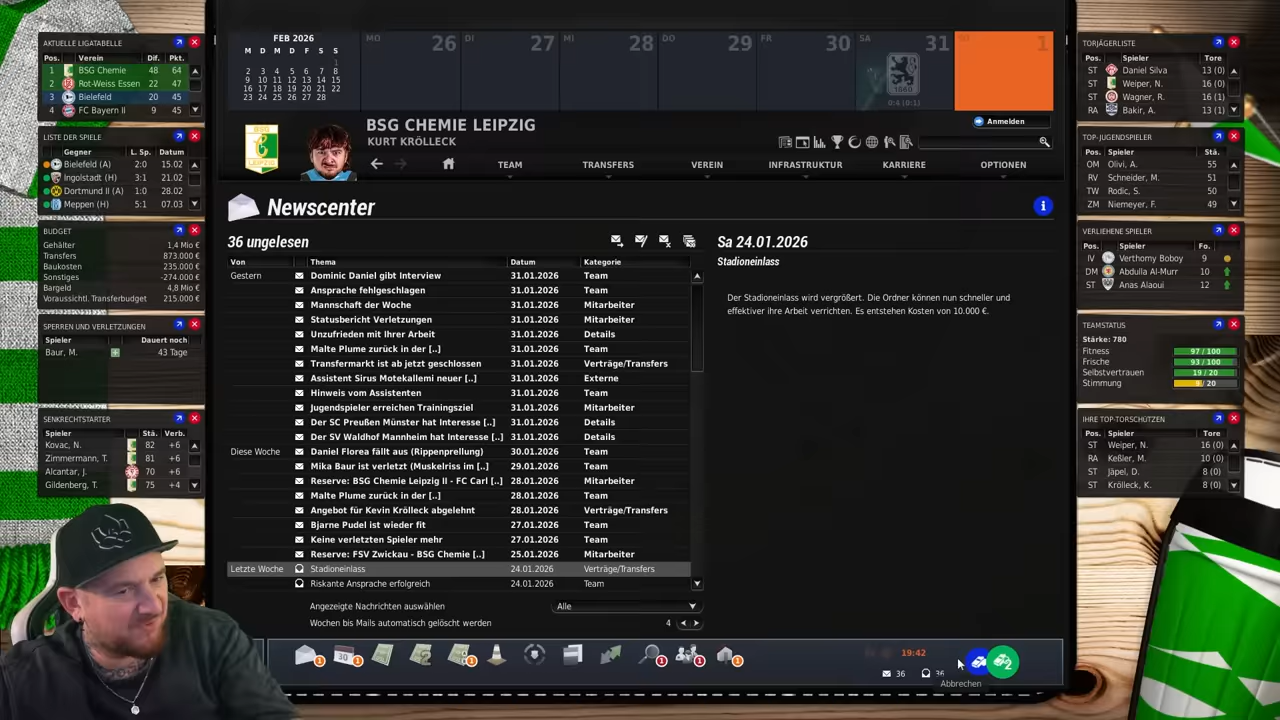 AKTUELLE LIGATABELLE
Pos. Verein Dif. Pkt.
1 BSG Chemie 48 64
2 Rot-Weiss Essen 22 47
3 Bielefeld 20 45
4 FC Bayern II 9 45
LISTE DER SPIELE
Gegner L. Sp. Datum
Bielefeld (A) 2:0 15.02
Ingolstadt (H) 3:1 21.02
Dortmund II (A) 1:0 28.02
Meppen (H) 5:1 07.03
BUDGET
Gehälter 1,4 Mio €
Transfers 873.000 €
Baukosten 235.000 €
Sonstiges -274.000 €
Bargeld 4,8 Mio €
Voraussichtl. Transferbudget 215.000 €
SPERREN UND VERLETZUNGEN
Spieler Dauert noch
Baur, M. 43 Tage
SENKRECHTSTARTER
Spieler Stä. Verb.
Kovac, N. 82 +6
Zimmermann, T. 81 +6
Alcantar, J. 70 +6
Gildenberg, T. 75 +4
FEB 2026
M D M D F S S
1
2 3 4 5 6 7 8
9 10 11 12 13 14 15
16 17 18 19 20 21 22
23 24 25 26 27 28
MO 26
DI 27
MI 28
DO 29
FR 30
SA 31
1860
0:4 (0:1)
1
BSG CHEMIE LEIPZIG
KURT KRÖLLECK
Anmelden
TEAM TRANSFERS VEREIN INFRASTRUKTUR KARRIERE OPTIONEN
Newscenter
36 ungelesen
Von Thema Datum Kategorie
Gestern Dominic Daniel gibt Interview 31.01.2026 Team
Ansprache fehlgeschlagen 31.01.2026 Team
Mannschaft der Woche 31.01.2026 Mitarbeiter
Statusbericht Verletzungen 31.01.2026 Mitarbeiter
Unzufrieden mit Ihrer Arbeit 31.01.2026 Details
Malte Plume zurück in der [..] 31.01.2026 Team
Transfermarkt ist ab jetzt geschlossen 31.01.2026 Verträge/Transfers
Assistent Sirus Motekallemi neuer [..] 31.01.2026 Externe
Hinweis vom Assistenten 31.01.2026 Team
Jugendspieler erreichen Trainingsziel 31.01.2026 Mitarbeiter
Der SC Preußen Münster hat Interesse [..] 31.01.2026 Details
Der SV Waldhof Mannheim hat Interesse [..] 31.01.2026 Details
Diese Woche Daniel Florea fällt aus (Rippenprellung) 30.01.2026 Team
Mika Baur ist verletzt (Muskelriss im [..] 29.01.2026 Team
Reserve: BSG Chemie Leipzig II - FC Carl [..] 28.01.2026 Mitarbeiter
Malte Plume zurück in der [..] 28.01.2026 Team
Angebot für Kevin Krölleck abgelehnt 28.01.2026 Verträge/Transfers
Bjarne Pudel ist wieder fit 27.01.2026 Team
Keine verletzten Spieler mehr 27.01.2026 Team
Reserve: FSV Zwickau - BSG Chemie [..] 25.01.2026 Mitarbeiter
Letzte Woche Stadioneinlass 24.01.2026 Verträge/Transfers
Riskante Ansprache erfolgreich 24.01.2026 Team
Angezeigte Nachrichten auswählen Alle
Wochen bis Mails automatisch gelöscht werden 4
Sa 24.01.2026
Stadioneinlass
Der Stadioneinlass wird vergrößert. Die Ordner können nun schneller und
effektiver ihre Arbeit verrichten. Es entstehen Kosten von 10.000 €.
19:42
36 36
Abbrechen
TORJÄGERLISTE
Pos. Spieler Tore
ST Daniel Silva 13 (0)
ST Weiper, N. 16 (0)
ST Wagner, R. 16 (1)
RA Bakir, A. 13 (1)
TOP-JUGENDSPIELER
Pos. Spieler Stä.
OM Olivi, A. 55
RV Schneider, M. 51
TW Rodic, S. 50
ZM Niemeyer, F. 49
VERLIEHENE SPIELER
Pos. Spieler Fo.
IV Verthomy Boboy 9
DM Abdulla Al-Murr 10
ST Anas Alaoui 12
TEAMSTATUS
Stärke: 780
Fitness 97 / 100
Frische 93 / 100
Selbstvertrauen 19 / 20
Stimmung 9 / 20
IHRE TOP-TORSCHÜTZEN
Pos. Spieler Tore
ST Weiper, N. 16 (0)
RA Keßler, M. 10 (0)
ST Japel, D. 8 (0)
ST Krölleck, K. 8 (0)